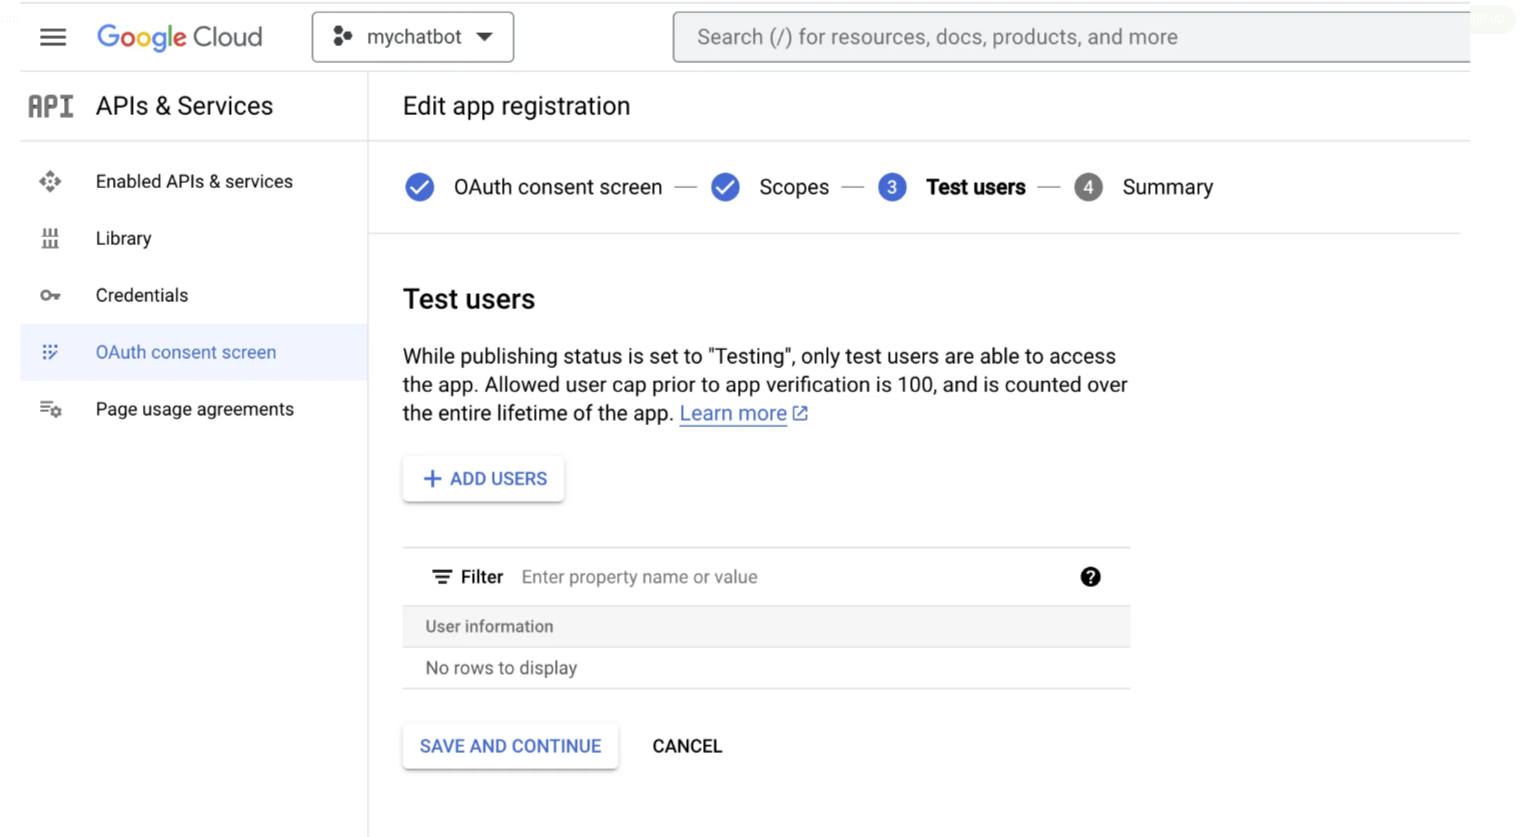 Google Cloud
mychatbot
Search (/) for resources, docs, products, and more
API
APIs & Services
Edit app registration
Enabled APIs & services
Library
Credentials
OAuth consent screen
Page usage agreements
OAuth consent screen
Scopes
3
Test users
4
Summary
Test users
While publishing status is set to "Testing", only test users are able to access
the app. Allowed user cap prior to app verification is 100, and is counted over
the entire lifetime of the app. Learn more
+ ADD USERS
Filter Enter property name or value
?
User information
No rows to display
SAVE AND CONTINUE
CANCEL